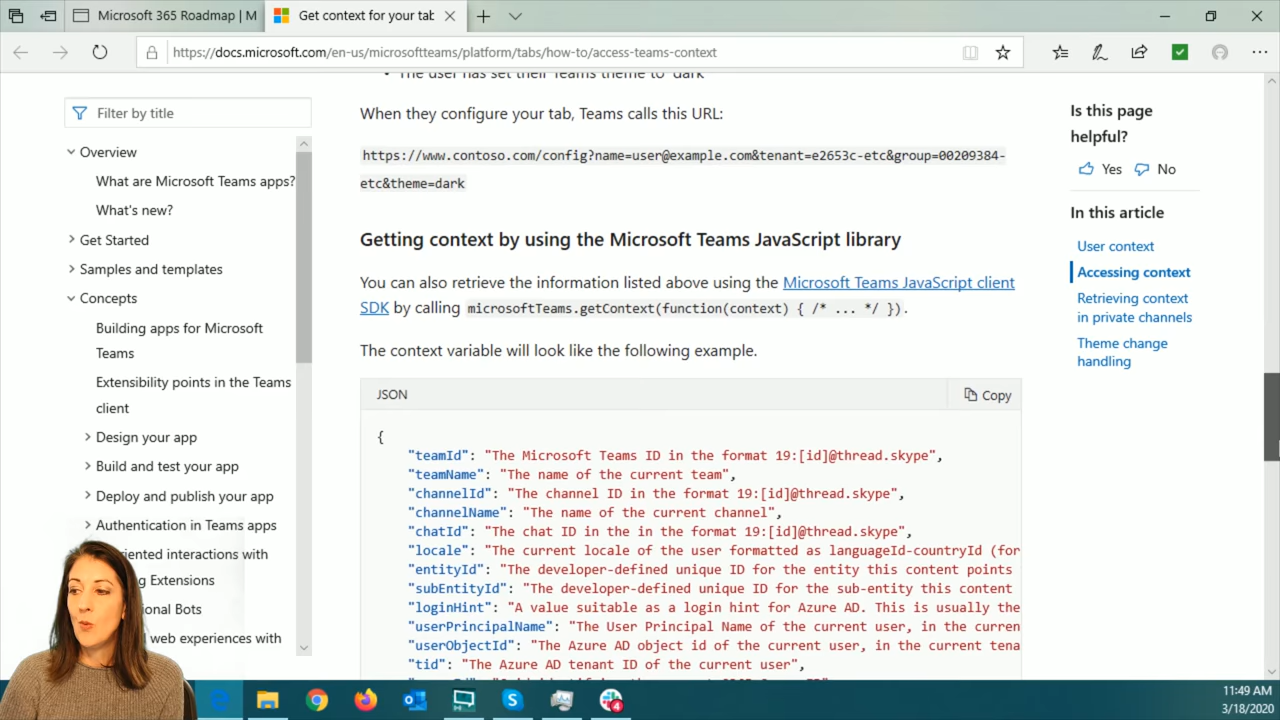 Microsoft 365 Roadmap | M
Get context for your tab
https://docs.microsoft.com/en-us/microsoftteams/platform/tabs/how-to/access-teams-context
Filter by title
Overview
What are Microsoft Teams apps?
What's new?
Get Started
Samples and templates
Concepts
Building apps for Microsoft
Teams
Extensibility points in the Teams
client
Design your app
Build and test your app
Deploy and publish your app
Authentication in Teams apps
oriented interactions with
Extensions
Bots
web experiences with
The user has set their Teams theme to 'dark'
When they configure your tab, Teams calls this URL:
https://www.contoso.com/config?name=user@example.com&tenant=e2653c-etc&group=00209384-
etc&theme=dark
Getting context by using the Microsoft Teams JavaScript library
You can also retrieve the information listed above using the Microsoft Teams JavaScript client
SDK by calling microsoftTeams.getContext(function(context) { /* ... */ }).
The context variable will look like the following example.
JSON
Copy
{
"teamId": "The Microsoft Teams ID in the format 19:[id]@thread.skype",
"teamName": "The name of the current team",
"channelId": "The channel ID in the format 19:[id]@thread.skype",
"channelName": "The name of the current channel",
"chatId": "The chat ID in the in the format 19:[id]@thread.skype",
"locale": "The current locale of the user formatted as languageId-countryId (for
"entityId": "The developer-defined unique ID for the entity this content points
"subEntityId": "The developer-defined unique ID for the sub-entity this content
"loginHint": "A value suitable as a login hint for Azure AD. This is usually the
"userPrincipalName": "The User Principal Name of the current user, in the curren
"userObjectId": "The Azure AD object id of the current user, in the current tena
"tid": "The Azure AD tenant ID of the current user",
Is this page
helpful?
Yes
No
In this article
User context
Accessing context
Retrieving context
in private channels
Theme change
handling
4
11:49 AM
3/18/2020